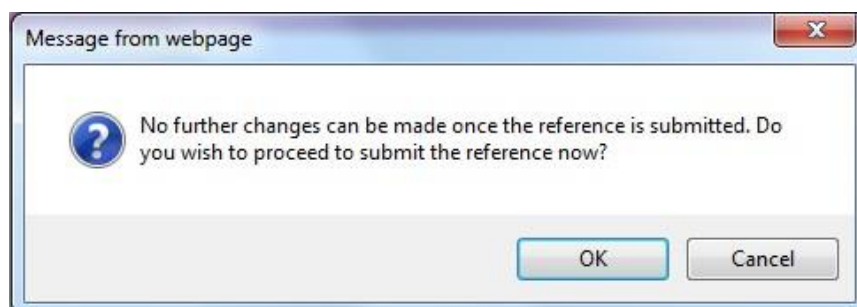 Message from webpage
X
No further changes can be made once the reference is submitted. Do
you wish to proceed to submit the reference now?
OK
Cancel